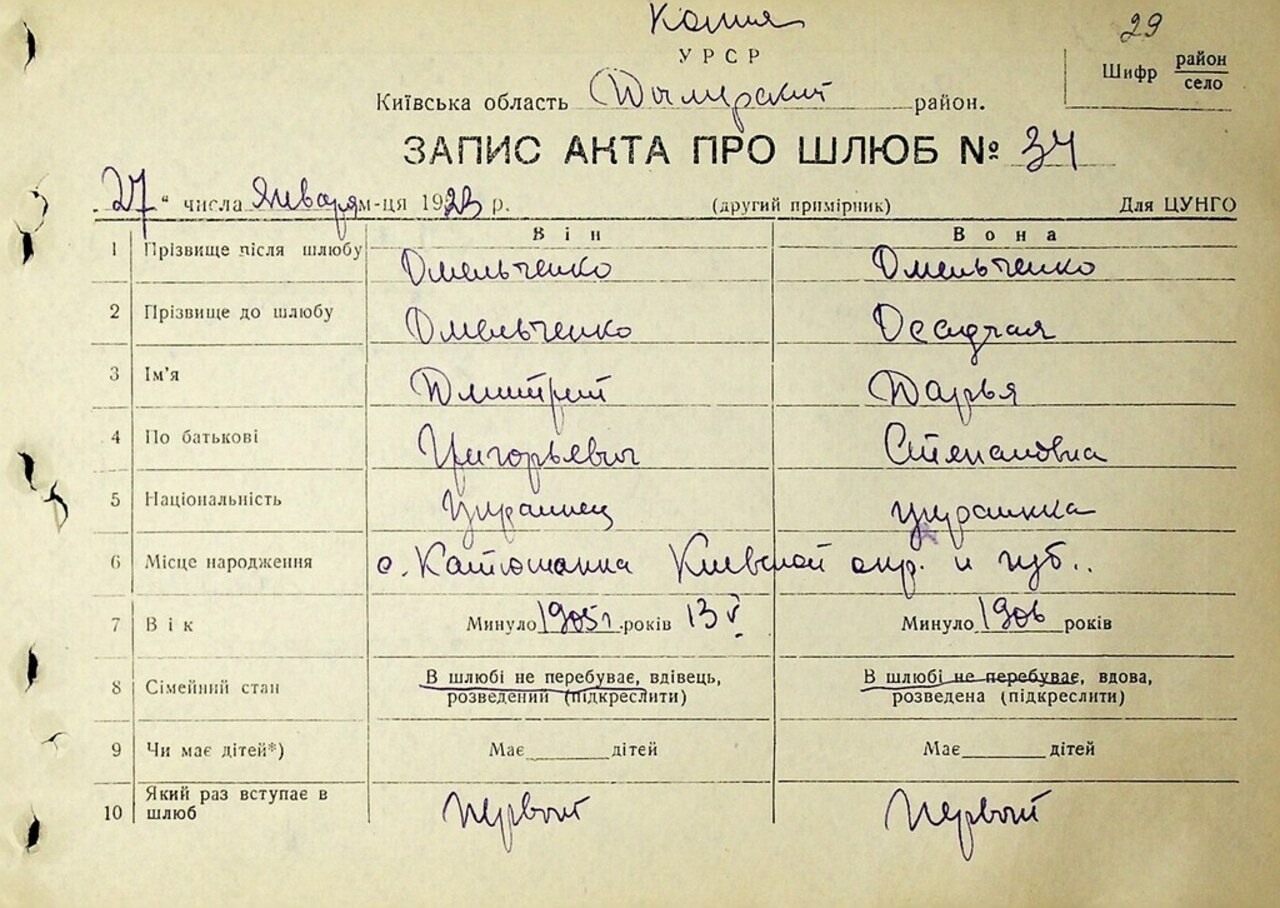 Копия
29
УРСР
Шифр район село
Київська область Дымерский район.
ЗАПИС АКТА ПРО ШЛЮБ № 34
„27“ числа Января м-ця 1923 р. (другий примірник) Для ЦУНГО
Він Вона
1 Прізвище після шлюбу Омельченко Омельченко
2 Прізвище до шлюбу Омельченко Осадчая
3 Ім'я Дмитрий Дарья
4 По батькові Григорьевич Степановна
5 Національність украинец украинка
6 Місце народження с. Катюжанка Киевской окр. и губ..
7 Вік Минуло 1905 г. років 13 V Минуло 1906 років
8 Сімейний стан В шлюбі не перебуває, вдівець, В шлюбі не перебуває, вдова,
розведений (підкреслити) розведена (підкреслити)
9 Чи має дітей*) Має дітей Має дітей
10 Який раз вступає в шлюб первый первый